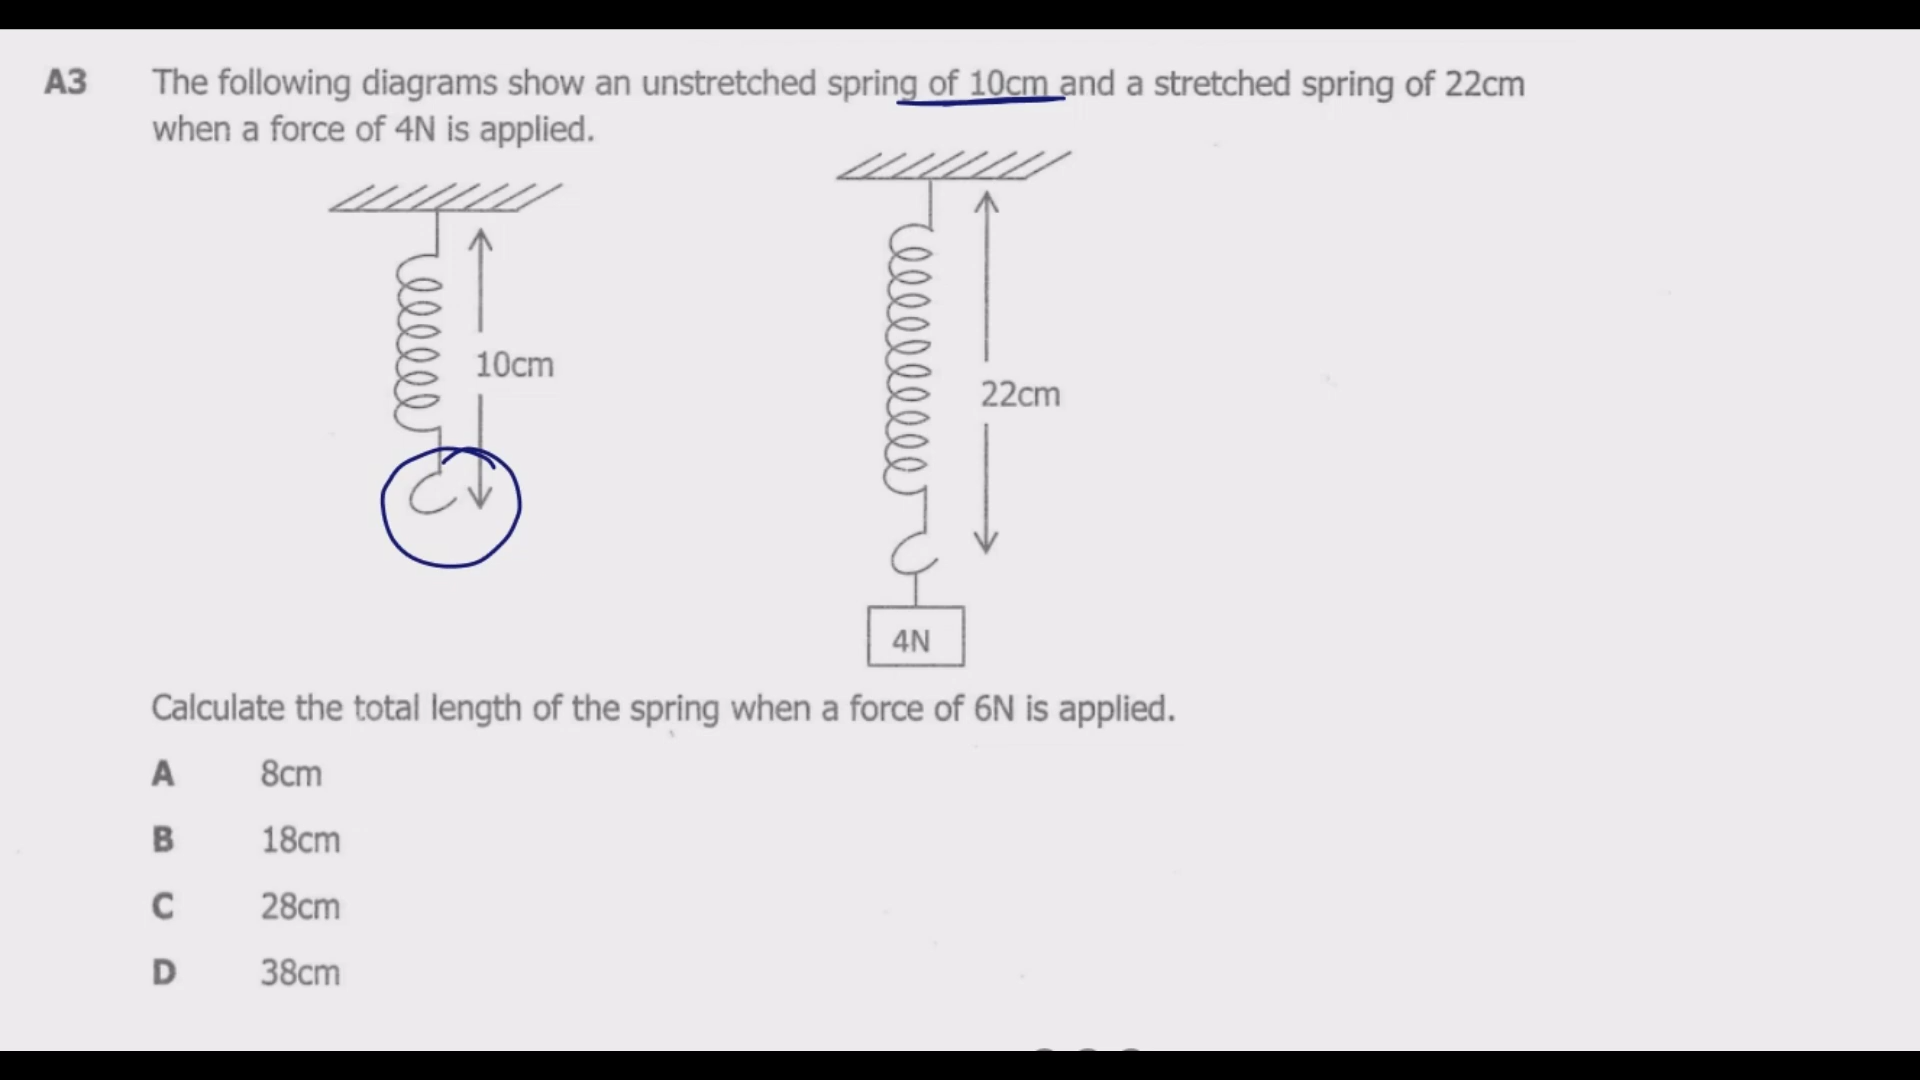 A3 The following diagrams show an unstretched spring of 10cm and a stretched spring of 22cm
when a force of 4N is applied.
10cm
22cm
4N
Calculate the total length of the spring when a force of 6N is applied.
A 8cm
B 18cm
C 28cm
D 38cm